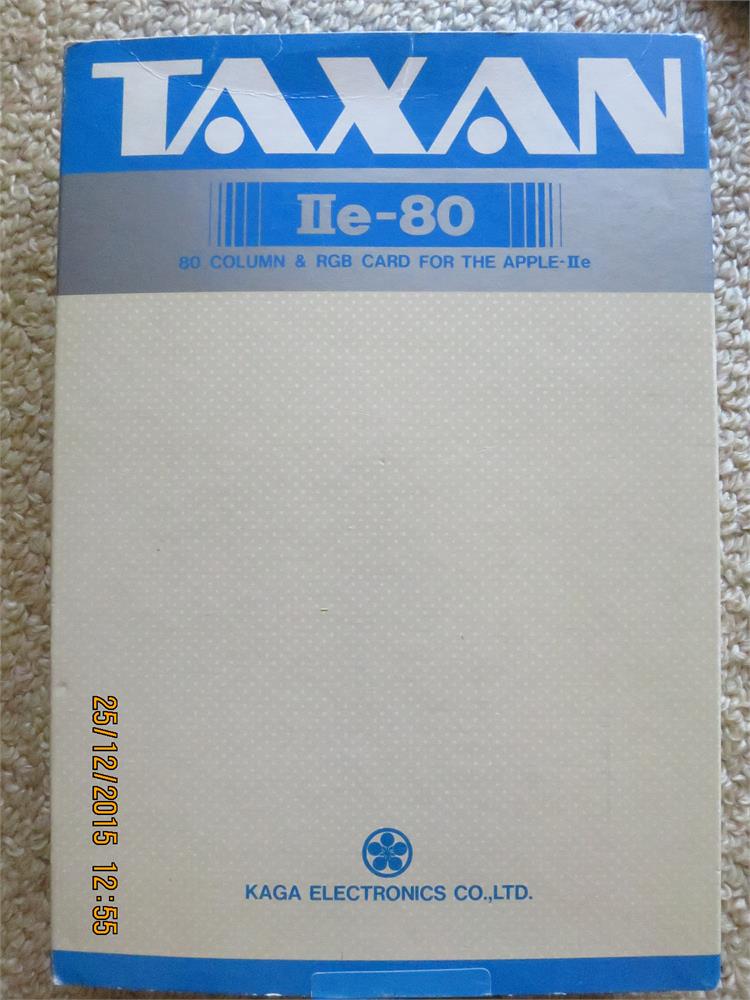 TAXAN
IIe-80
80 COLUMN & RGB CARD FOR THE APPLE-IIe
KAGA ELECTRONICS CO.,LTD.
25/12/2015 12:55